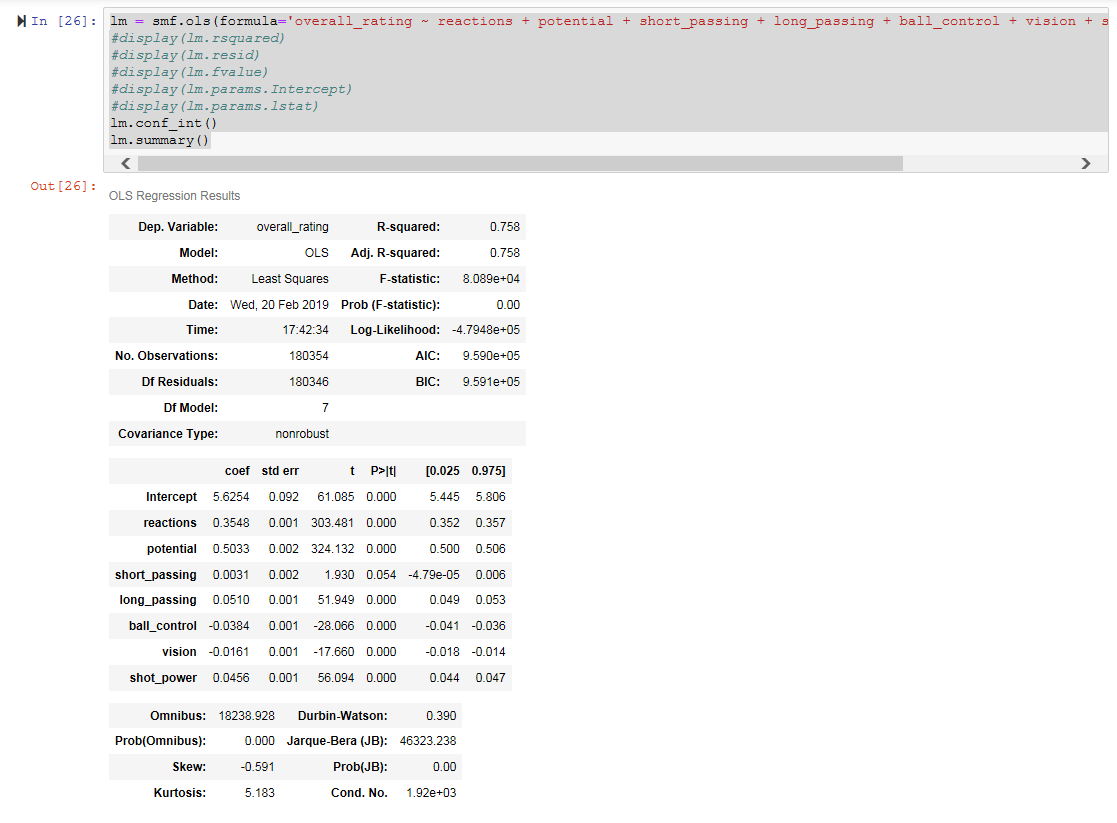 In [26]: lm = smf.ols(formula='overall_rating ~ reactions + potential + short_passing + long_passing + ball_control + vision + s
#display(lm.rsquared)
#display(lm.resid)
#display(lm.fvalue)
#display(lm.params.Intercept)
#display(lm.params.lstat)
lm.conf_int()
lm.summary()
Out[26]:
OLS Regression Results
Dep. Variable: overall_rating R-squared: 0.758
Model: OLS Adj. R-squared: 0.758
Method: Least Squares F-statistic: 8.089e+04
Date: Wed, 20 Feb 2019 Prob (F-statistic): 0.00
Time: 17:42:34 Log-Likelihood: -4.7948e+05
No. Observations: 180354 AIC: 9.590e+05
Df Residuals: 180346 BIC: 9.591e+05
Df Model: 7
Covariance Type: nonrobust
coef std err t P>|t| [0.025 0.975]
Intercept 5.6254 0.092 61.085 0.000 5.445 5.806
reactions 0.3548 0.001 303.481 0.000 0.352 0.357
potential 0.5033 0.002 324.132 0.000 0.500 0.506
short_passing 0.0031 0.002 1.930 0.054 -4.79e-05 0.006
long_passing 0.0510 0.001 51.949 0.000 0.049 0.053
ball_control -0.0384 0.001 -28.066 0.000 -0.041 -0.036
vision -0.0161 0.001 -17.660 0.000 -0.018 -0.014
shot_power 0.0456 0.001 56.094 0.000 0.044 0.047
Omnibus: 18238.928 Durbin-Watson: 0.390
Prob(Omnibus): 0.000 Jarque-Bera (JB): 46323.238
Skew: -0.591 Prob(JB): 0.00
Kurtosis: 5.183 Cond. No. 1.92e+03